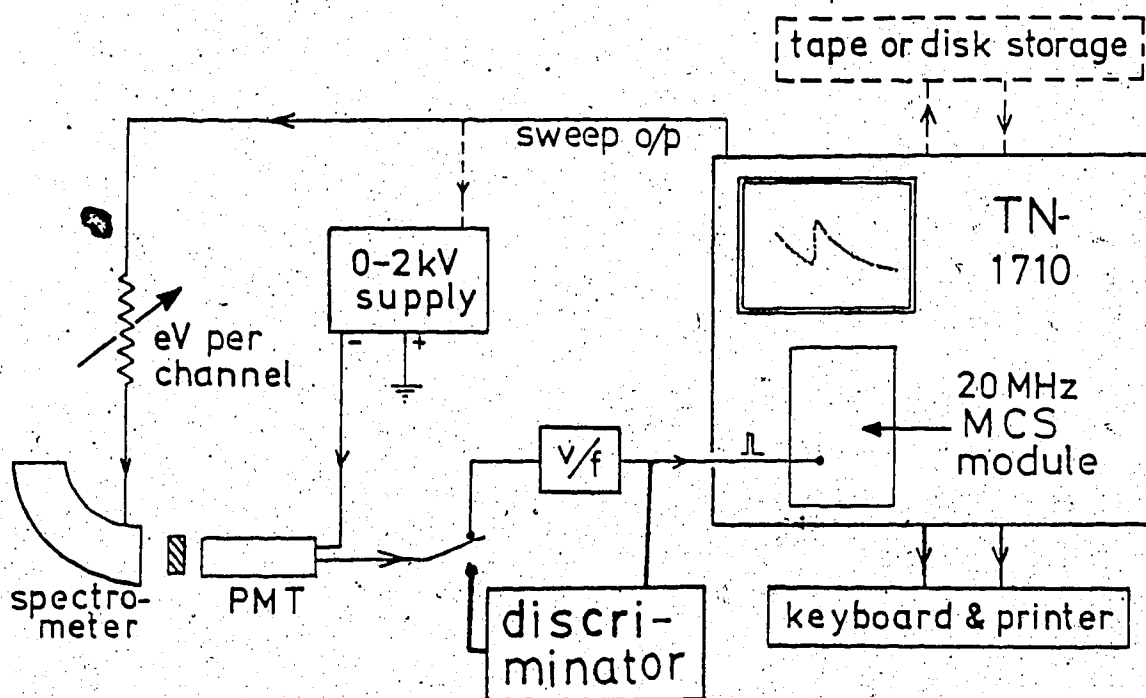 tape or disk storage
sweep o/p
TN-
1710
0-2kV
supply
- +
eV per
channel
20 MHz
MCS
module
v/f
spectro-
meter
PMT
discri-
minator
keyboard & printer